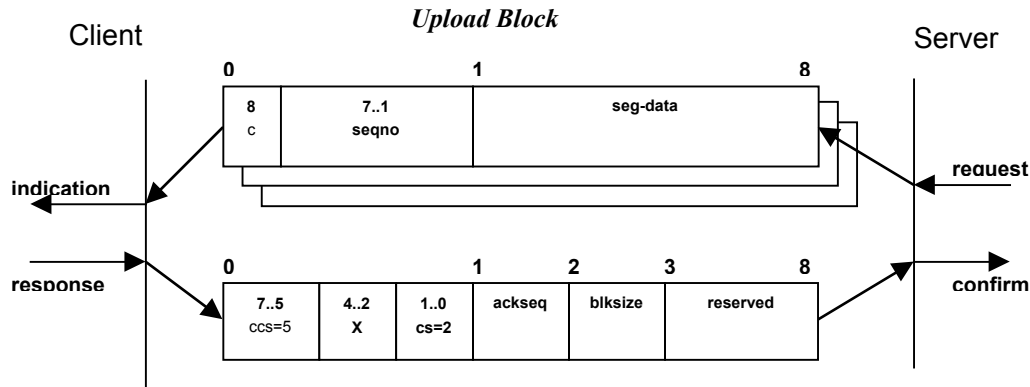 Upload Block
Client
Server
0 1 8
8 7..1 seg-data
c seqno
indication
request
0 1 2 3 8
response
confirm
7..5 4..2 1..0 ackseq blksize reserved
ccs=5 X cs=2